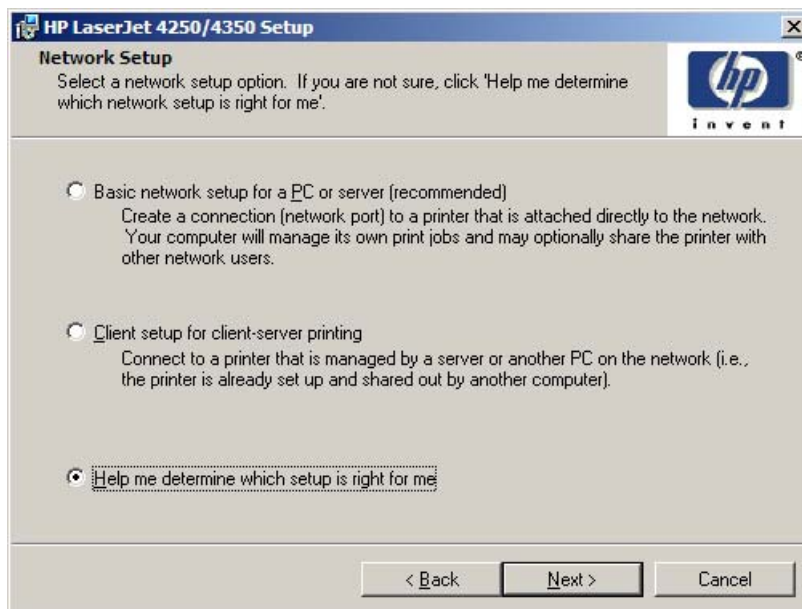 HP LaserJet 4250/4350 Setup
Network Setup
Select a network setup option. If you are not sure, click 'Help me determine
which network setup is right for me'.
hp
®
invent
Basic network setup for a PC or server (recommended)
Create a connection (network port) to a printer that is attached directly to the network.
Your computer will manage its own print jobs and may optionally share the printer with
other network users.
Client setup for client-server printing
Connect to a printer that is managed by a server or another PC on the network (i.e.,
the printer is already set up and shared out by another computer).
Help me determine which setup is right for me
< Back Next > Cancel